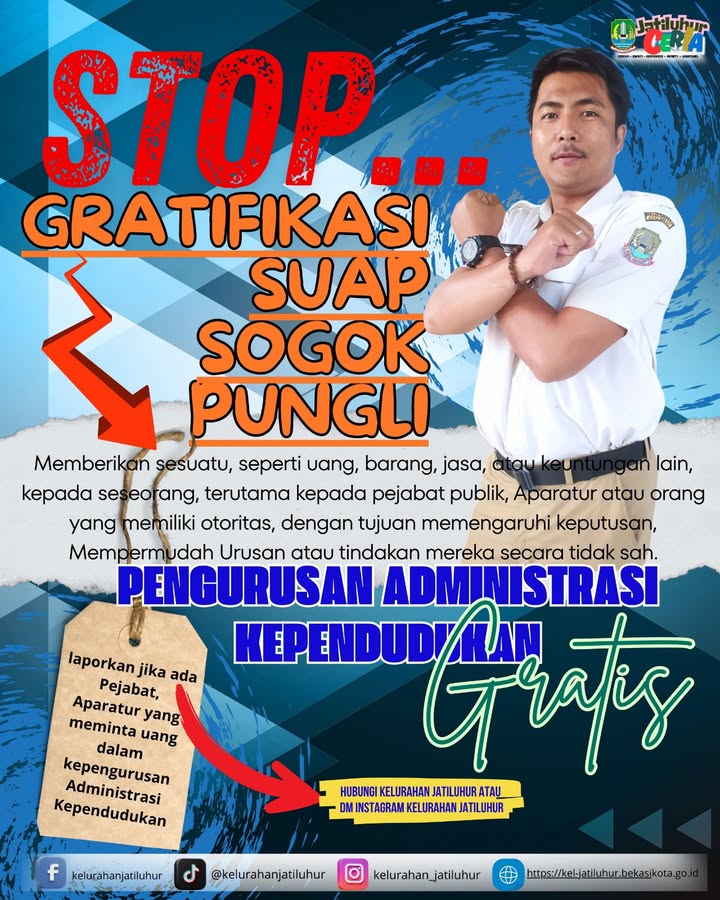 Jatiluhur
CERIA
STOP...
GRATIFIKASI
SUAP
SOGOK
PUNGLI
Memberikan sesuatu, seperti uang, barang, jasa, atau keuntungan lain,
kepada seseorang, terutama kepada pejabat publik, Aparatur atau orang
yang memiliki otoritas, dengan tujuan memengaruhi keputusan,
Mempermudah Urusan atau tindakan mereka secara tidak sah.
PENGURUSAN ADMINISTRASI
KEPENDUDUKAN
Gratis
laporkan jika ada
Pejabat,
Aparatur yang
meminta uang
dalam
kepengurusan
Administrasi
Kependudukan
HUBUNGI KELURAHAN JATILUHUR ATAU
DM INSTAGRAM KELURAHAN JATILUHUR
kelurahanjatiluhur
@kelurahanjatiluhur
kelurahan_jatiluhur
https://kel-jatiluhur.bekasikota.go.id